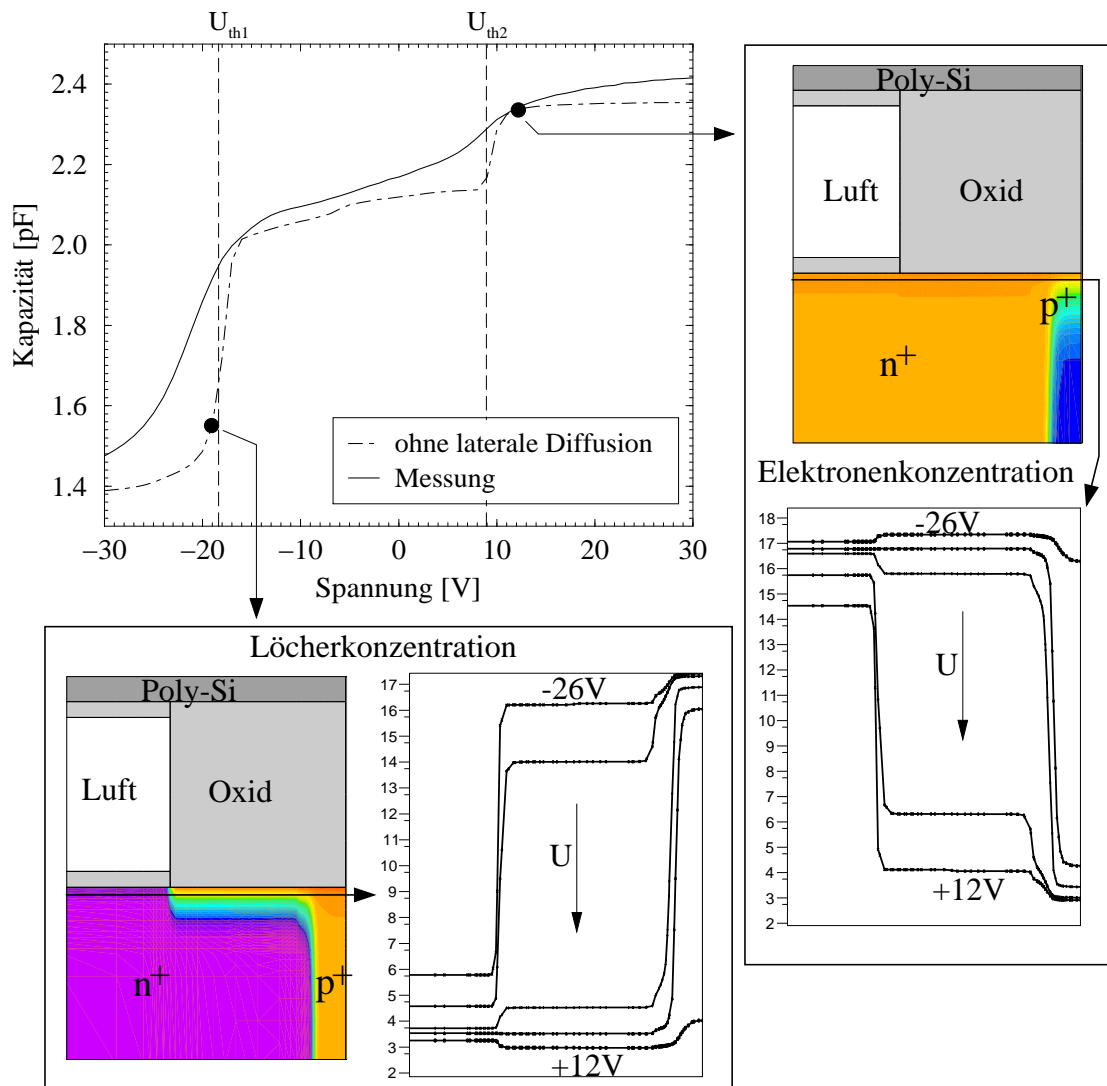 U_th1
U_th2
Kapazität [pF]
2.4
2.2
2.0
1.8
1.6
1.4
ohne laterale Diffusion
Messung
−30
−20
−10
0
10
20
30
Spannung [V]
Poly-Si
Luft
Oxid
p+
n+
Elektronenkonzentration
18
17
16
15
14
13
12
11
10
9
8
7
6
5
4
3
2
-26V
U
+12V
Löcherkonzentration
Poly-Si
Luft
Oxid
n+
p+
17
16
15
14
13
12
11
10
9
8
7
6
5
4
3
2
-26V
U
+12V